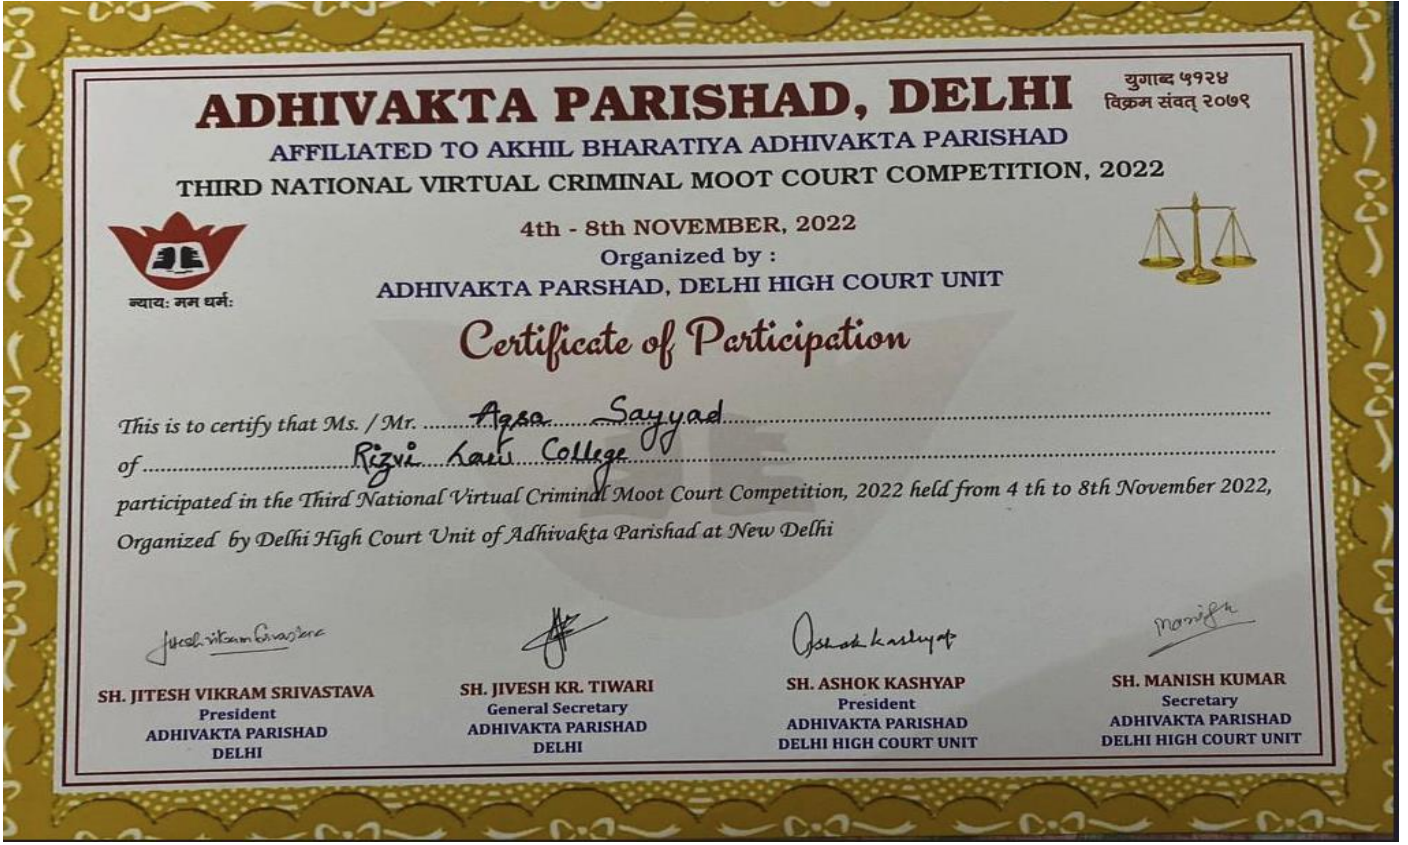 ADHIVAKTA PARISHAD, DELHI
युगाब्द ५१२४
विक्रम संवत् २०७९
AFFILIATED TO AKHIL BHARATIYA ADHIVAKTA PARISHAD
THIRD NATIONAL VIRTUAL CRIMINAL MOOT COURT COMPETITION, 2022
4th - 8th NOVEMBER, 2022
Organized by :
ADHIVAKTA PARSHAD, DELHI HIGH COURT UNIT
न्याय: मम धर्म:
Certificate of Participation
This is to certify that Ms. / Mr. Aqsa Sayyad
of Rizvi Law College
participated in the Third National Virtual Criminal Moot Court Competition, 2022 held from 4 th to 8th November 2022,
Organized by Delhi High Court Unit of Adhivakta Parishad at New Delhi
Jitesh Vikram Srivastava
Ashok Kashyap
Manish
SH. JITESH VIKRAM SRIVASTAVA
President
ADHIVAKTA PARISHAD
DELHI
SH. JIVESH KR. TIWARI
General Secretary
ADHIVAKTA PARISHAD
DELHI
SH. ASHOK KASHYAP
President
ADHIVAKTA PARISHAD
DELHI HIGH COURT UNIT
SH. MANISH KUMAR
Secretary
ADHIVAKTA PARISHAD
DELHI HIGH COURT UNIT